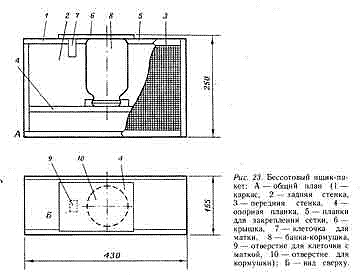 1 2 7 6 8 5 3
4
250
А
9 10 4
Б
165
430
Рис. 23. Бессотовый ящик-па-
кет: А — общий план (1 —
каркас, 2 — задняя стенка,
3 — передняя стенка, 4 —
опорная планка, 5 — планки
для закрепления сетки, 6 —
крышка, 7 — клеточка для
матки, 8 — банка-кормушка,
9 — отверстие для клеточки с
маткой, 10 — отверстие для
кормушки); Б — вид сверху.